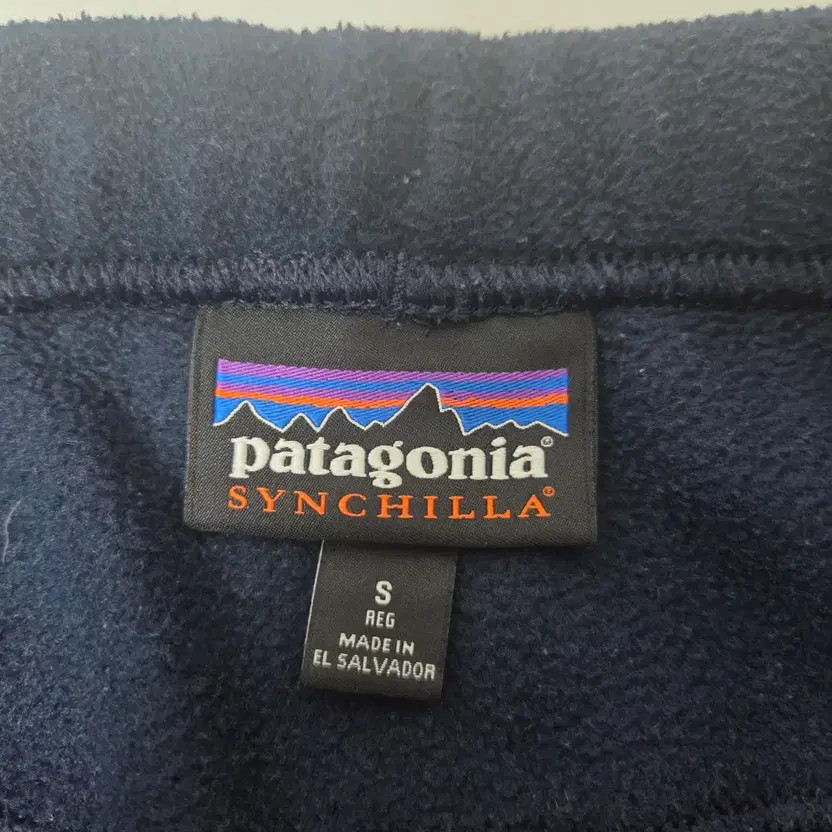 patagonia®
SYNCHILLA®
S
REG
MADE IN
EL SALVADOR